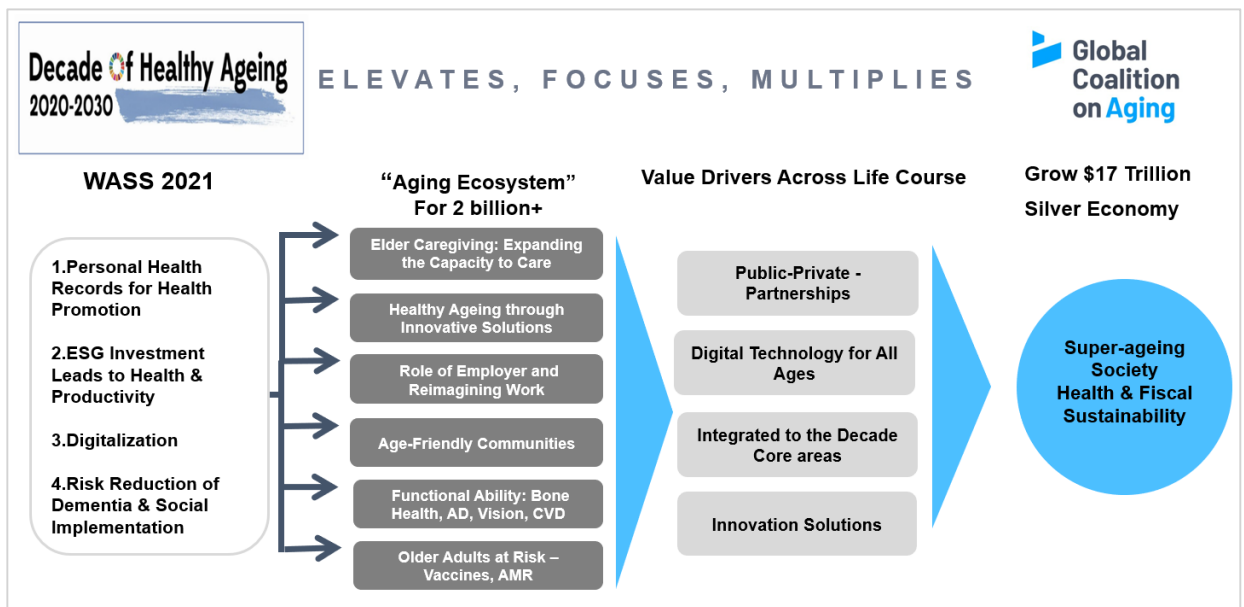 Decade Of Healthy Ageing
2020-2030
ELEVATES, FOCUSES, MULTIPLIES
Global
Coalition
on Aging
WASS 2021
1.Personal Health
Records for Health
Promotion
2.ESG Investment
Leads to Health &
Productivity
3.Digitalization
4.Risk Reduction of
Dementia & Social
Implementation
“Aging Ecosystem”
For 2 billion+
Elder Caregiving: Expanding
the Capacity to Care
Healthy Ageing through
Innovative Solutions
Role of Employer and
Reimagining Work
Age-Friendly Communities
Functional Ability: Bone
Health, AD, Vision, CVD
Older Adults at Risk –
Vaccines, AMR
Value Drivers Across Life Course
Public-Private -
Partnerships
Digital Technology for All
Ages
Integrated to the Decade
Core areas
Innovation Solutions
Grow $17 Trillion
Silver Economy
Super-ageing
Society
Health & Fiscal
Sustainability